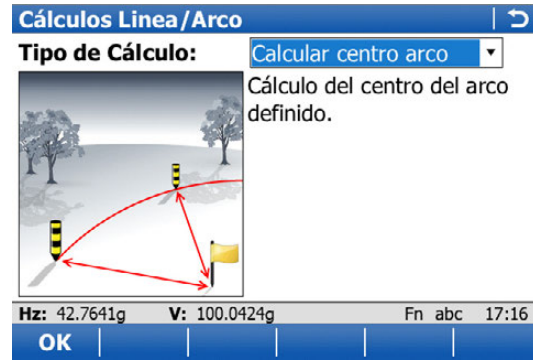 Cálculos Linea/Arco
Tipo de Cálculo: Calcular centro arco
Cálculo del centro del arco
definido.
Hz: 42.7641g V: 100.0424g Fn abc 17:16
OK